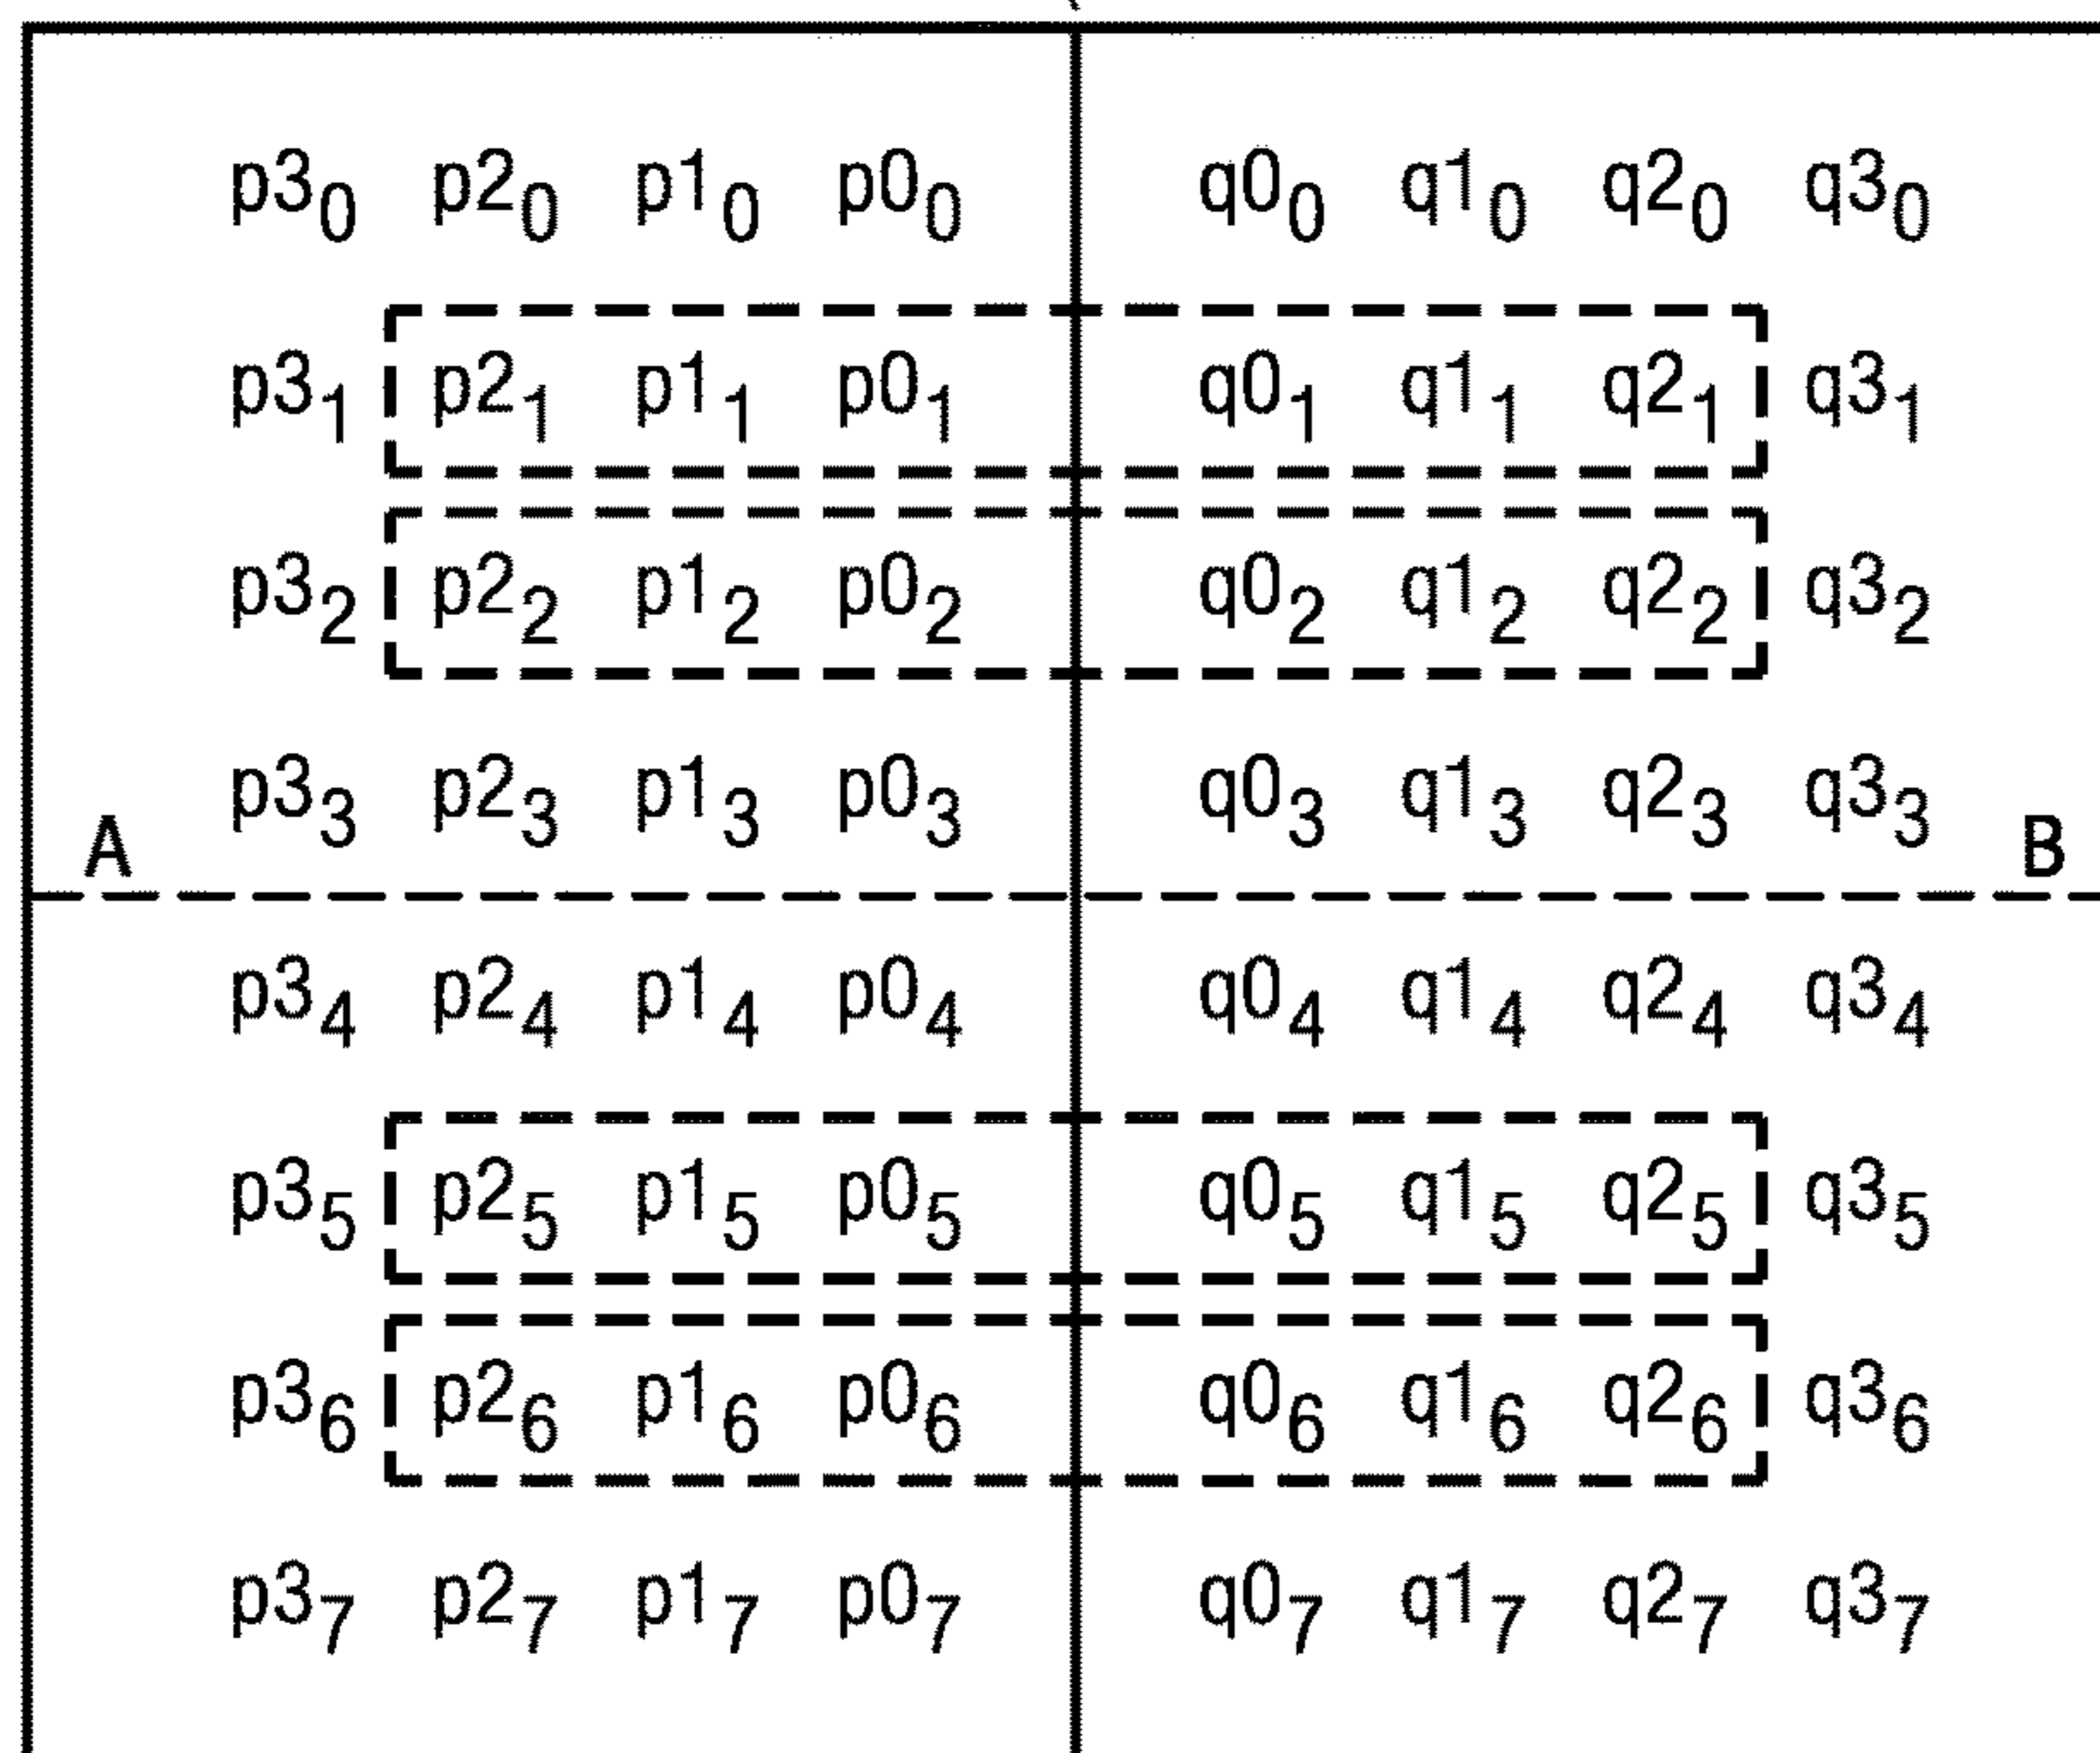 p3₀ p2₀ p1₀ p0₀ q0₀ q1₀ q2₀ q3₀
p3₁ p2₁ p1₁ p0₁ q0₁ q1₁ q2₁ q3₁
p3₂ p2₂ p1₂ p0₂ q0₂ q1₂ q2₂ q3₂
p3₃ p2₃ p1₃ p0₃ q0₃ q1₃ q2₃ q3₃
A B
p3₄ p2₄ p1₄ p0₄ q0₄ q1₄ q2₄ q3₄
p3₅ p2₅ p1₅ p0₅ q0₅ q1₅ q2₅ q3₅
p3₆ p2₆ p1₆ p0₆ q0₆ q1₆ q2₆ q3₆
p3₇ p2₇ p1₇ p0₇ q0₇ q1₇ q2₇ q3₇